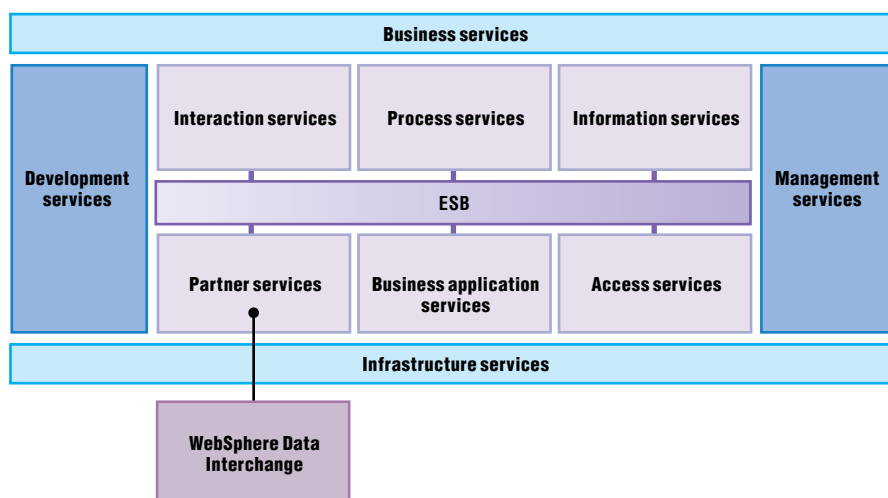 Business services
Interaction services
Process services
Information services
Development
services
Management
services
ESB
Partner services
Business application
services
Access services
Infrastructure services
WebSphere Data
Interchange